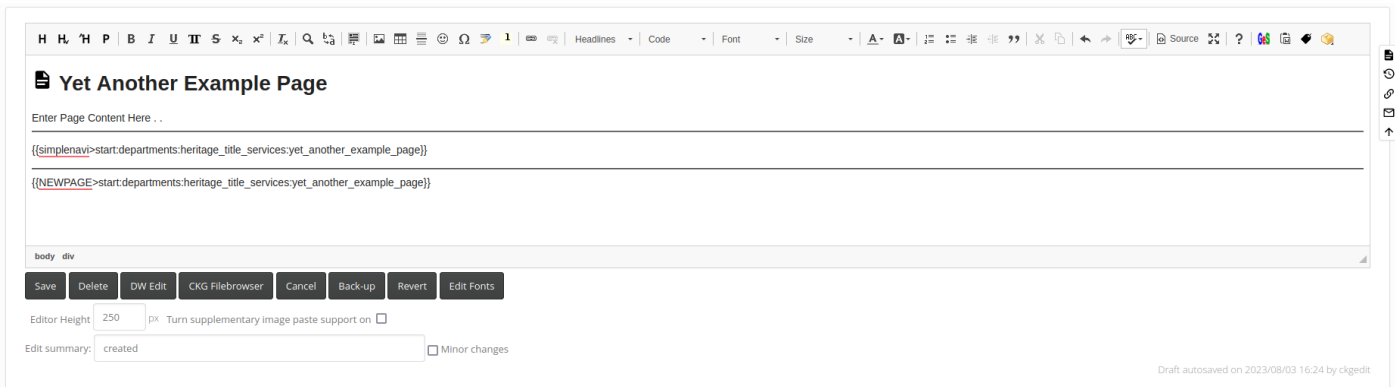 Headlines Code Font Size Source
Yet Another Example Page
Enter Page Content Here . .
{{simplenavi>start:departments:heritage_title_services:yet_another_example_page}}
{{NEWPAGE>start:departments:heritage_title_services:yet_another_example_page}}
body div
Save Delete DW Edit CKG Filebrowser Cancel Back-up Revert Edit Fonts
Editor Height 250 px Turn supplementary image paste support on
Edit summary: created Minor changes
Draft autosaved on 2023/08/03 16:24 by ckgedit